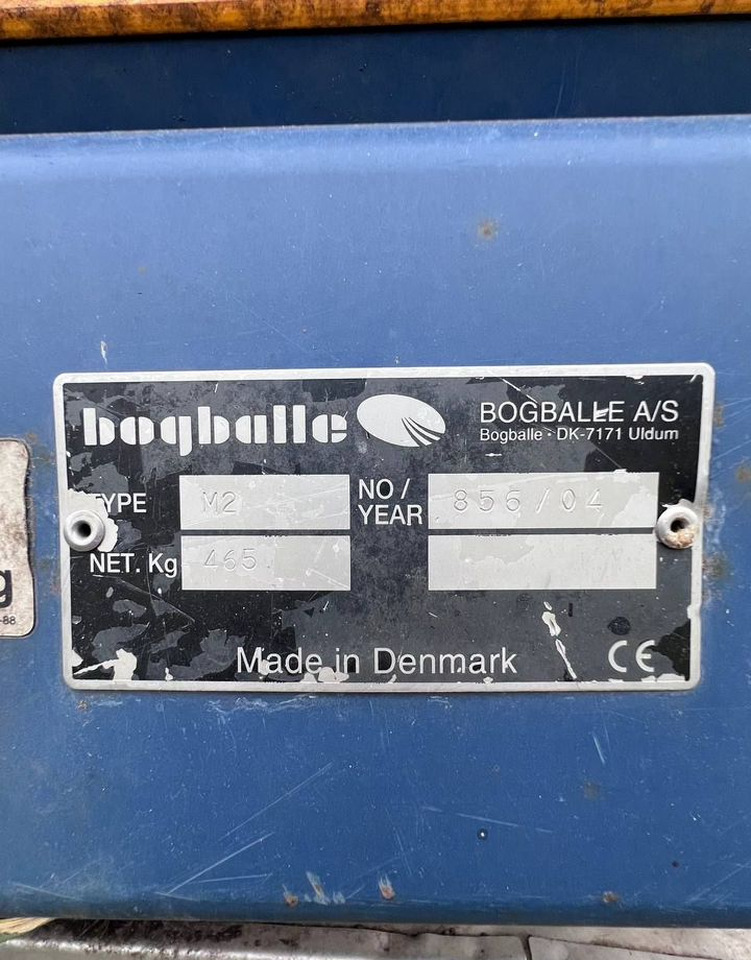 bogballe
BOGBALLE A/S
Bogballe - DK-7171 Uldum
TYPE M2 NO / YEAR 856/04
NET. Kg 465
g
-88
Made in Denmark CE